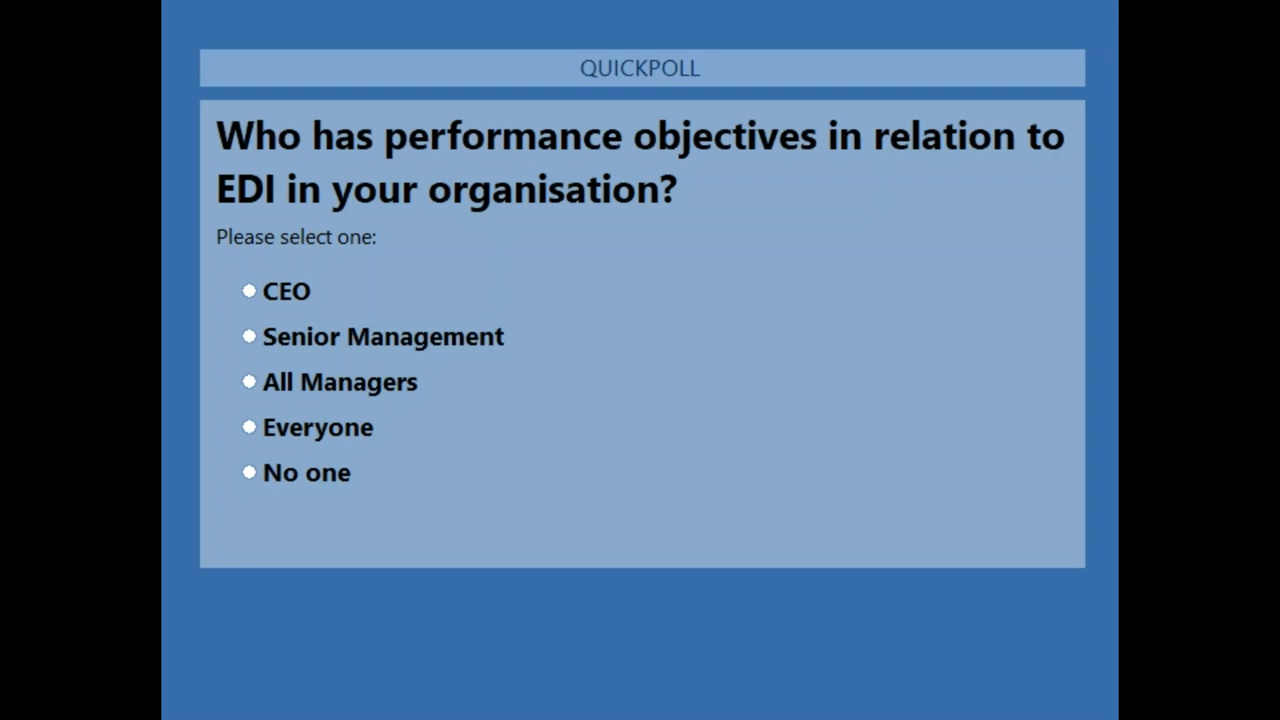 QUICKPOLL
Who has performance objectives in relation to
EDI in your organisation?
Please select one:
CEO
Senior Management
All Managers
Everyone
No one